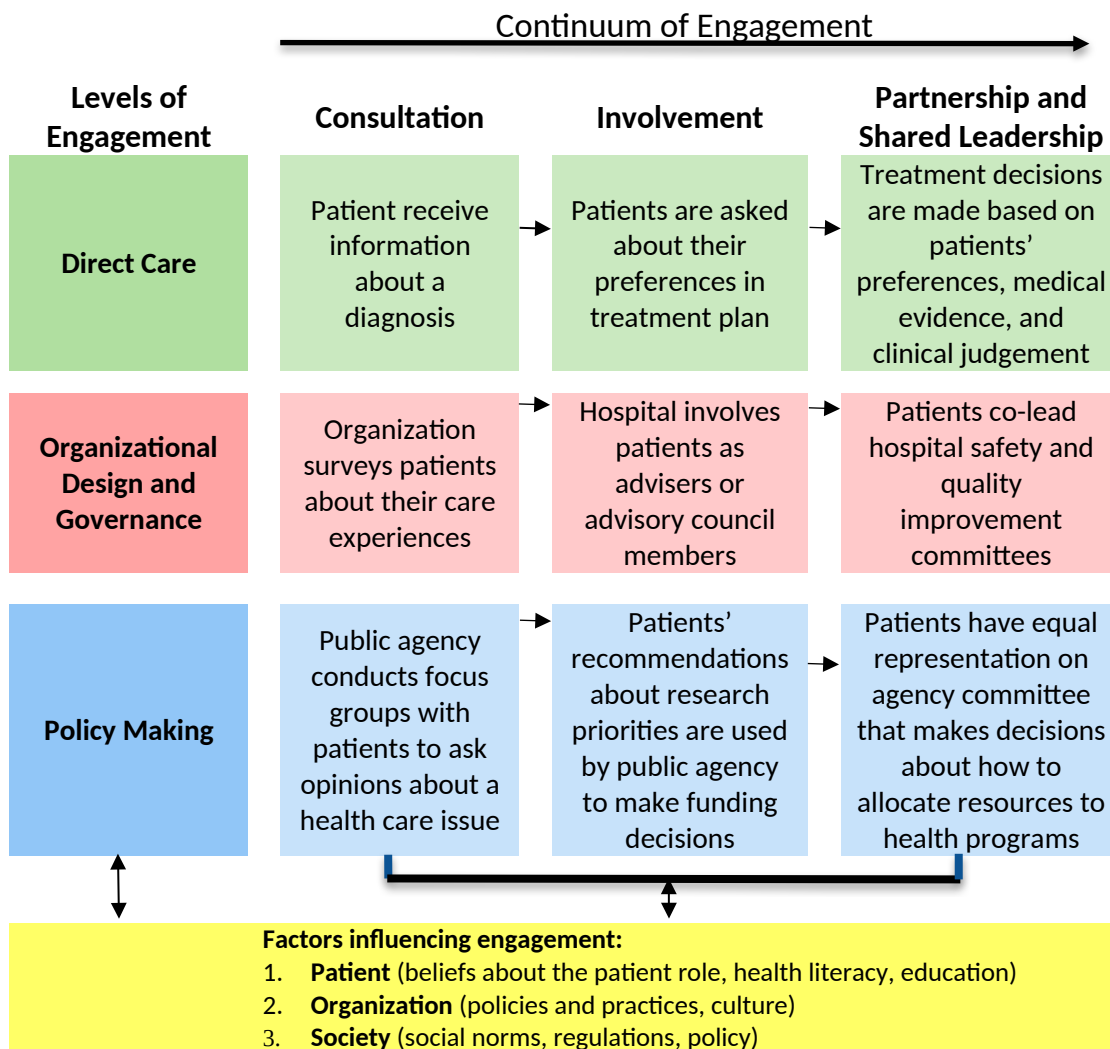 Continuum of Engagement
Levels of
Engagement
Consultation
Involvement
Partnership and
Shared Leadership
Direct Care
Patient receive
information
about a
diagnosis
Patients are asked
about their
preferences in
treatment plan
Treatment decisions
are made based on
patients’
preferences, medical
evidence, and
clinical judgement
Organizational
Design and
Governance
Organization
surveys patients
about their care
experiences
Hospital involves
patients as
advisers or
advisory council
members
Patients co-lead
hospital safety and
quality
improvement
committees
Policy Making
Public agency
conducts focus
groups with
patients to ask
opinions about a
health care issue
Patients’
recommendations
about research
priorities are used
by public agency
to make funding
decisions
Patients have equal
representation on
agency committee
that makes decisions
about how to
allocate resources to
health programs
Factors influencing engagement:
1. Patient (beliefs about the patient role, health literacy, education)
2. Organization (policies and practices, culture)
3. Society (social norms, regulations, policy)